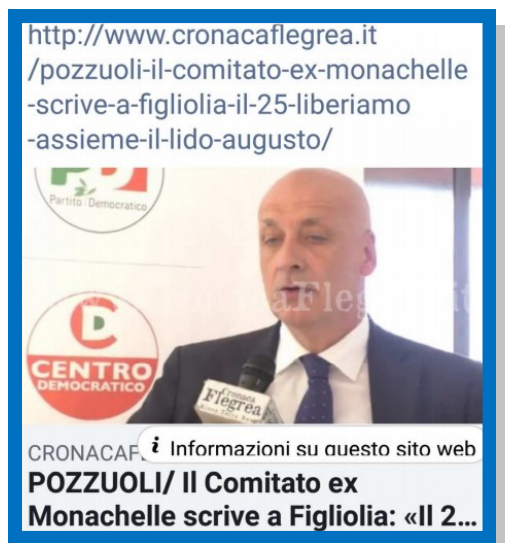 http://www.cronacaflegrea.it
/pozzuoli-il-comitato-ex-monachelle
-scrive-a-figliolia-il-25-liberiamo
-assieme-il-lido-augusto/
Partito Democratico
CENTRO
DEMOCRATICO
Cronaca
Flegrea
CRONACAF
i Informazioni su questo sito web
POZZUOLI/ Il Comitato ex
Monachelle scrive a Figliolia: «Il 2...